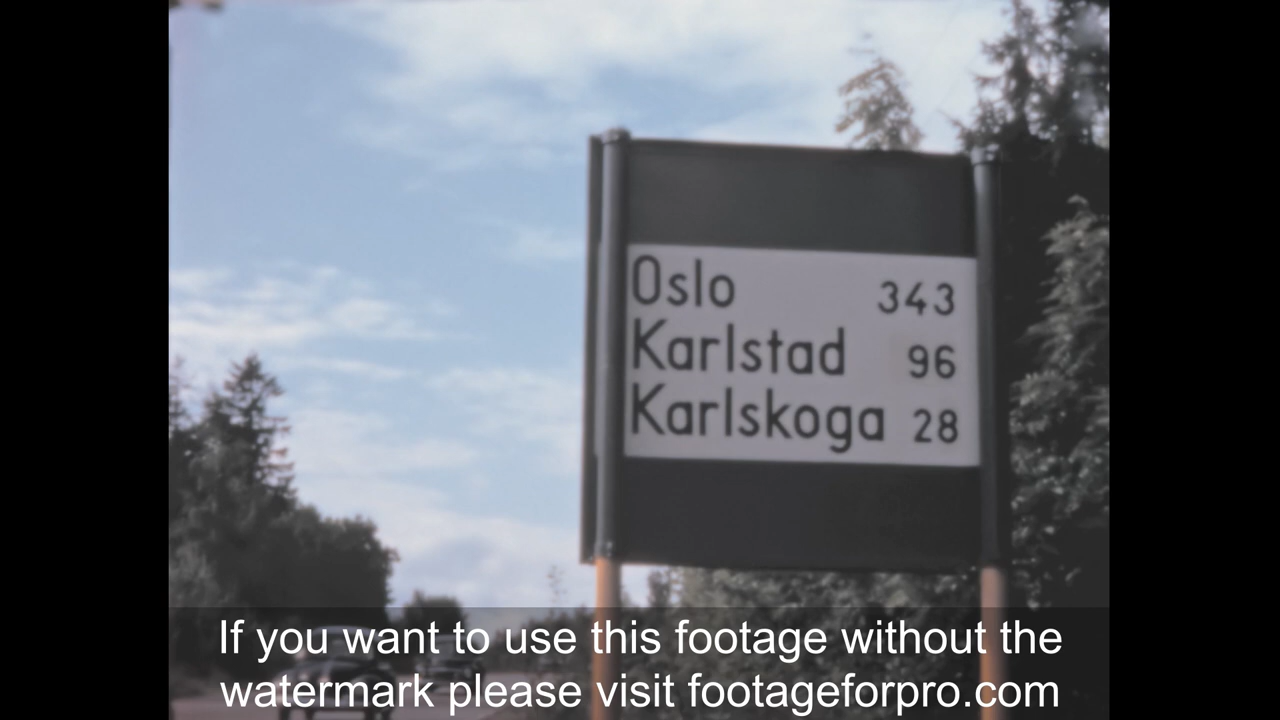 Oslo 343
Karlstad 96
Karlskoga 28
If you want to use this footage without the
watermark please visit footageforpro.com